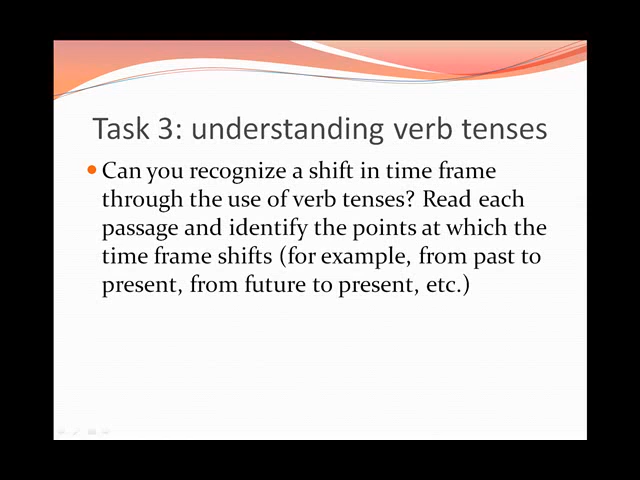 Task 3: understanding verb tenses
Can you recognize a shift in time frame
through the use of verb tenses? Read each
passage and identify the points at which the
time frame shifts (for example, from past to
present, from future to present, etc.)